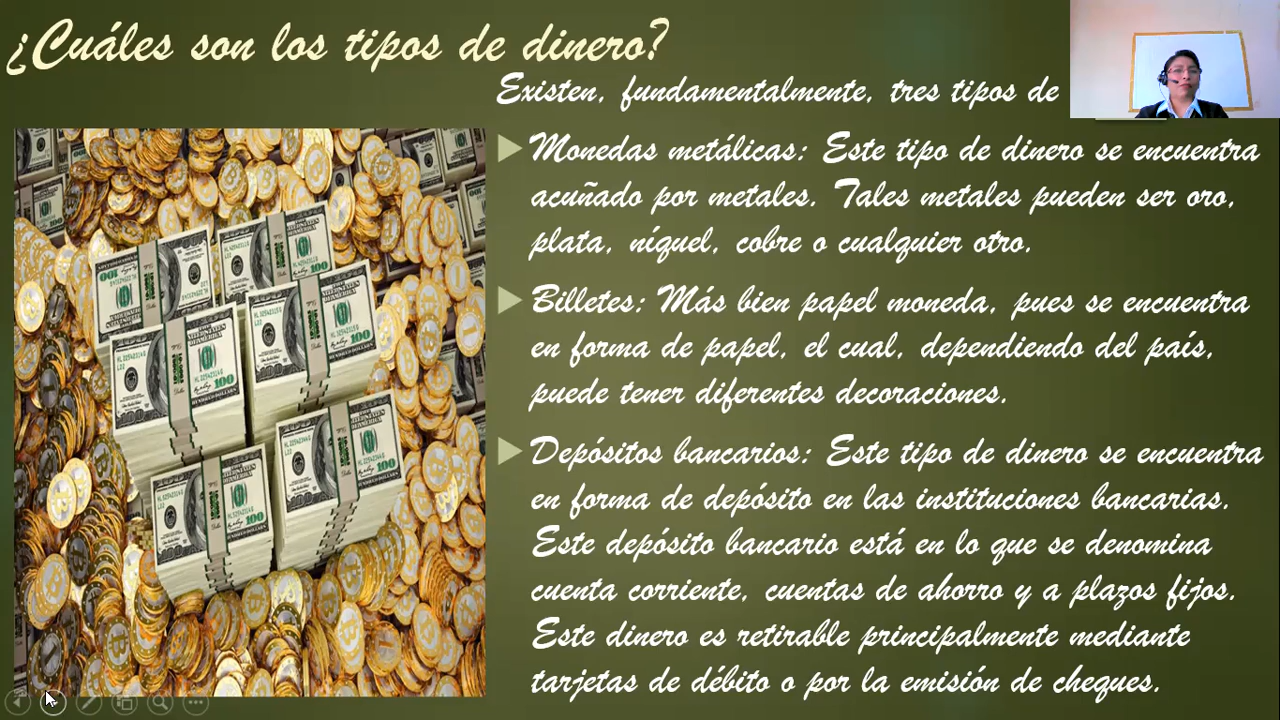 ¿Cuáles son los tipos de dinero?
Existen, fundamentalmente, tres tipos de
Monedas metálicas: Este tipo de dinero se encuentra
acuñado por metales. Tales metales pueden ser oro,
plata, níquel, cobre o cualquier otro.
Billetes: Más bien papel moneda, pues se encuentra
en forma de papel, el cual, dependiendo del país,
puede tener diferentes decoraciones.
Depósitos bancarios: Este tipo de dinero se encuentra
en forma de depósito en las instituciones bancarias.
Este depósito bancario está en lo que se denomina
cuenta corriente, cuentas de ahorro y a plazos fijos.
Este dinero es retirable principalmente mediante
tarjetas de débito o por la emisión de cheques.